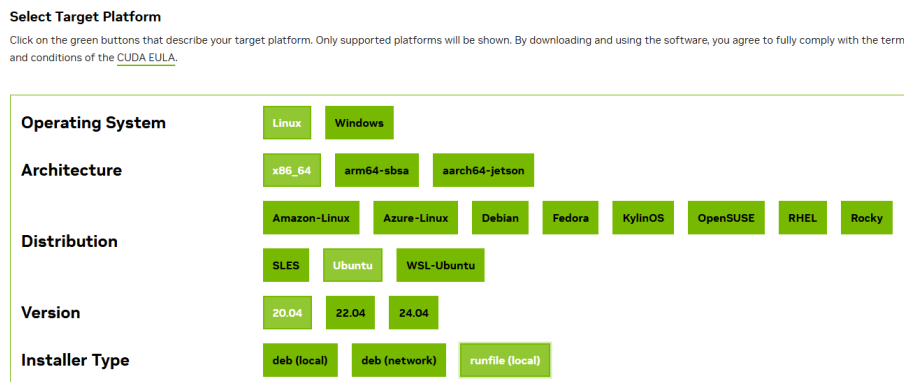 Select Target Platform
Click on the green buttons that describe your target platform. Only supported platforms will be shown. By downloading and using the software, you agree to fully comply with the term
and conditions of the CUDA EULA.
Operating System Linux Windows
Architecture x86_64 arm64-sbsa aarch64-jetson
Distribution Amazon-Linux Azure-Linux Debian Fedora KylinOS OpenSUSE RHEL Rocky
SLES Ubuntu WSL-Ubuntu
Version 20.04 22.04 24.04
Installer Type deb (local) deb (network) runfile (local)